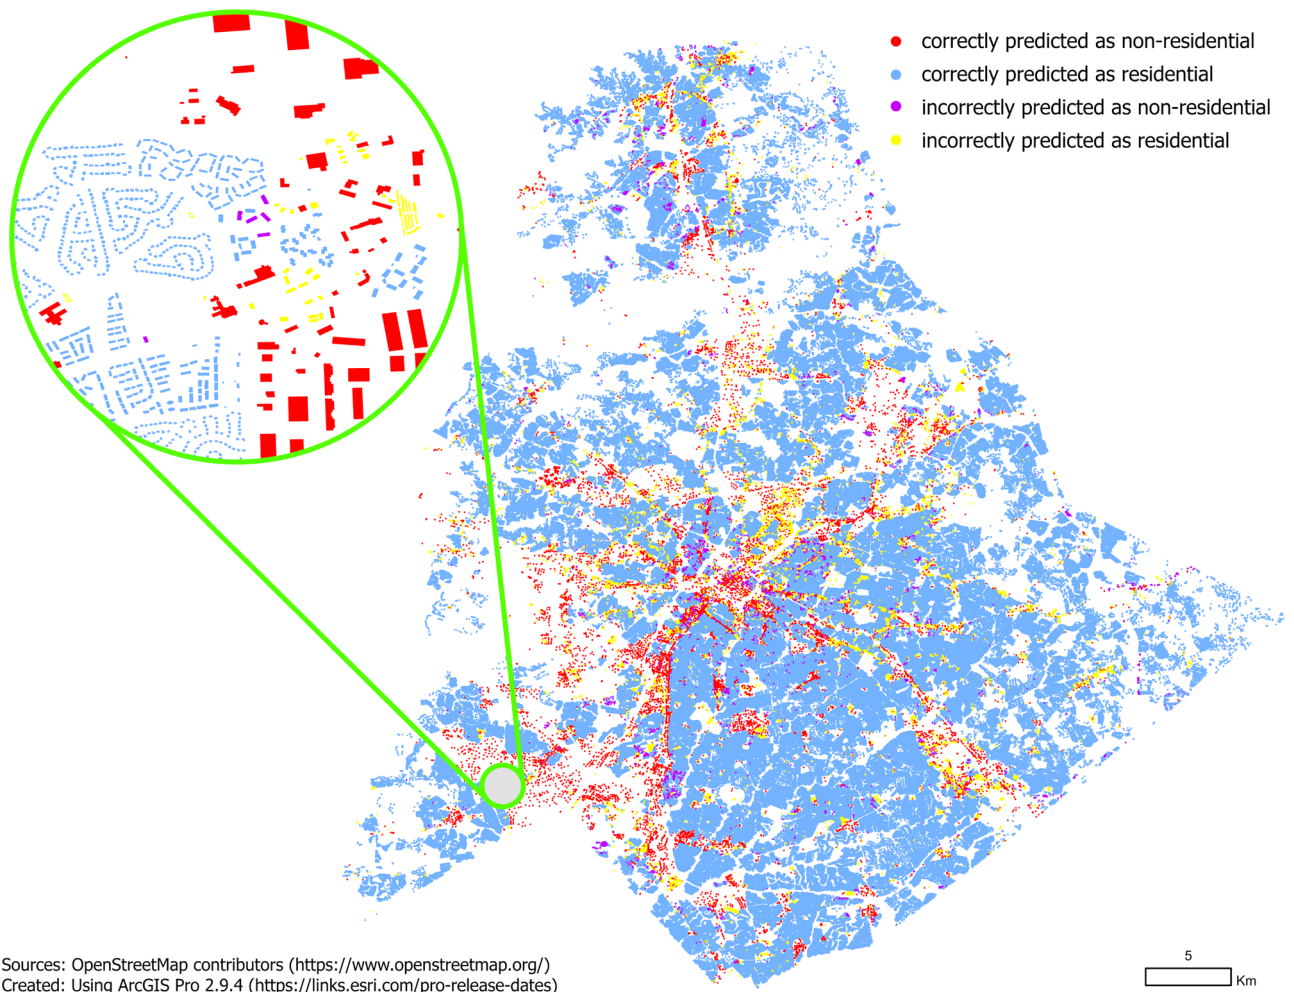 correctly predicted as non-residential
correctly predicted as residential
incorrectly predicted as non-residential
incorrectly predicted as residential
Sources: OpenStreetMap contributors (https://www.openstreetmap.org/)
Created: Using ArcGIS Pro 2.9.4 (https://links.esri.com/pro-release-dates)
5
Km